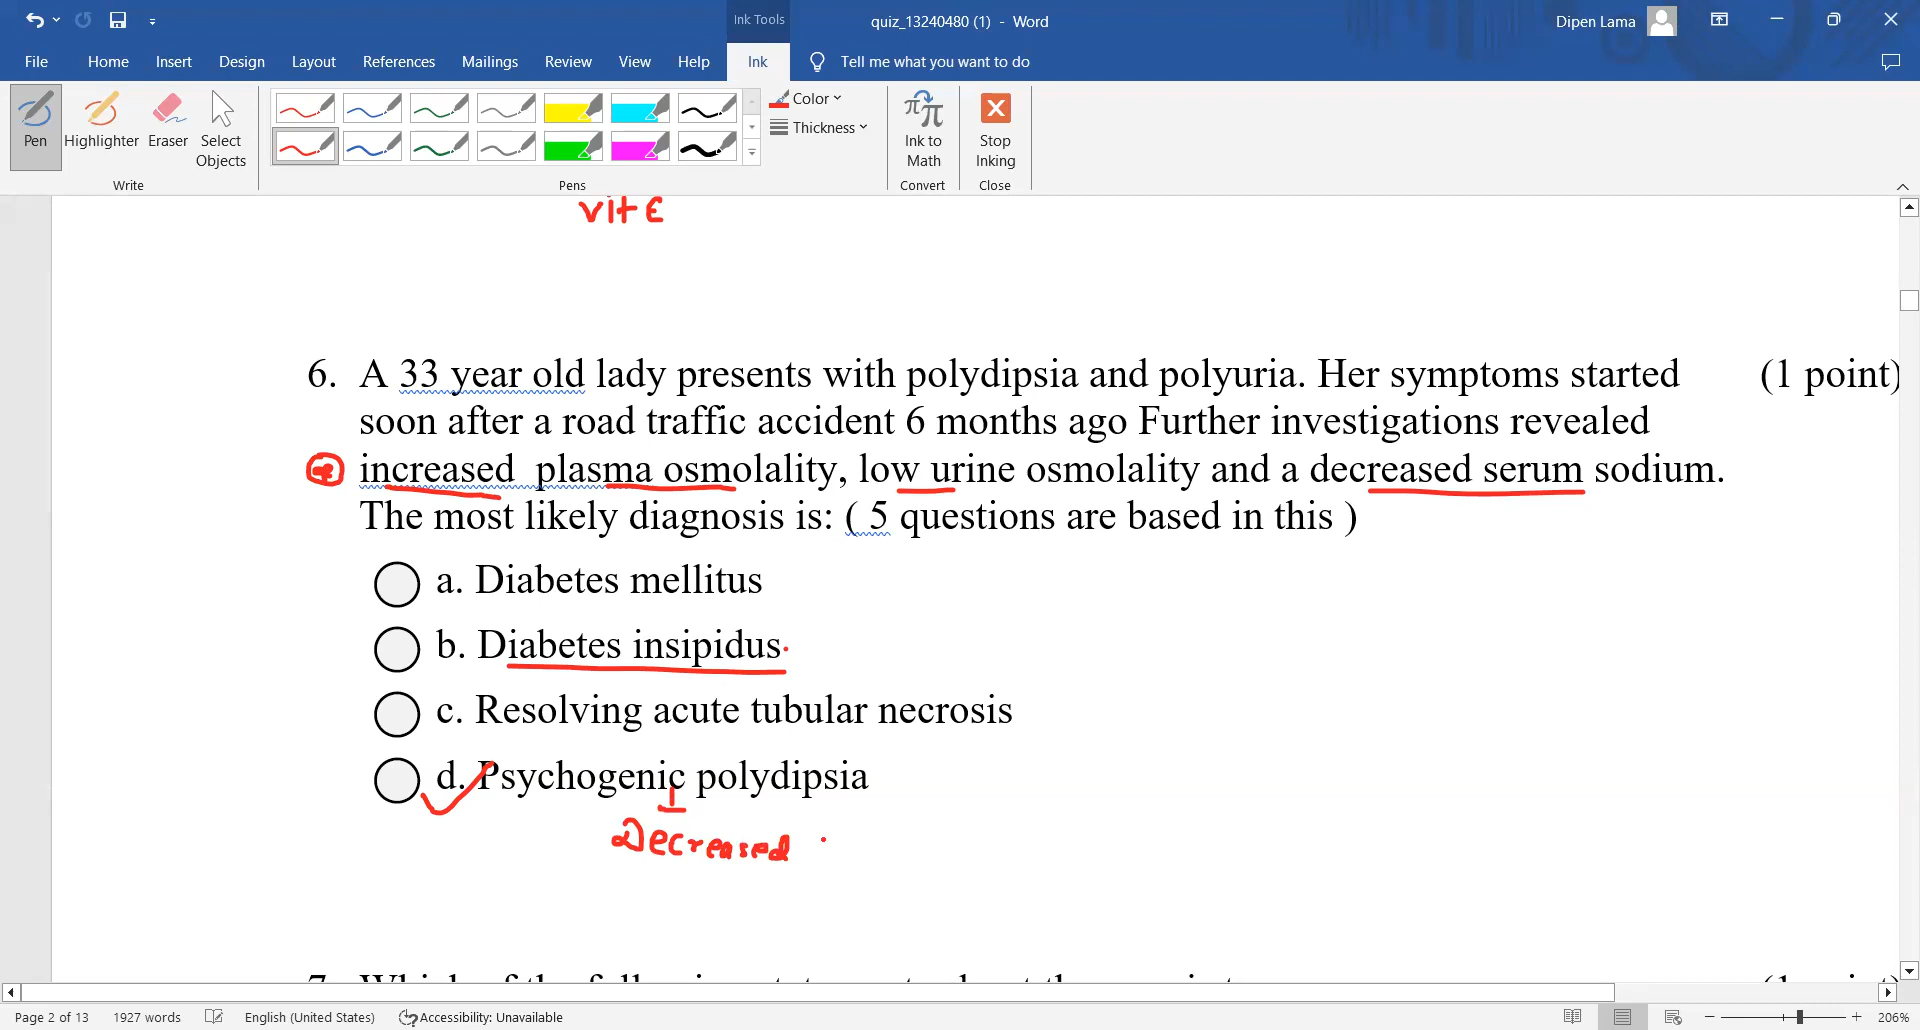 Ink Tools
quiz_13240480 (1) - Word
Dipen Lama
File Home Insert Design Layout References Mailings Review View Help Ink Tell me what you want to do
Pen Highlighter Eraser Select Objects
Color
Thickness
Ink to Math
Stop Inking
Write Pens Convert Close
vit E
6. A 33 year old lady presents with polydipsia and polyuria. Her symptoms started (1 point)
soon after a road traffic accident 6 months ago Further investigations revealed
increased plasma osmolality, low urine osmolality and a decreased serum sodium.
The most likely diagnosis is: ( 5 questions are based in this )
a. Diabetes mellitus
b. Diabetes insipidus
c. Resolving acute tubular necrosis
d. Psychogenic polydipsia
Decreased
Page 2 of 13 1927 words English (United States) Accessibility: Unavailable 206%